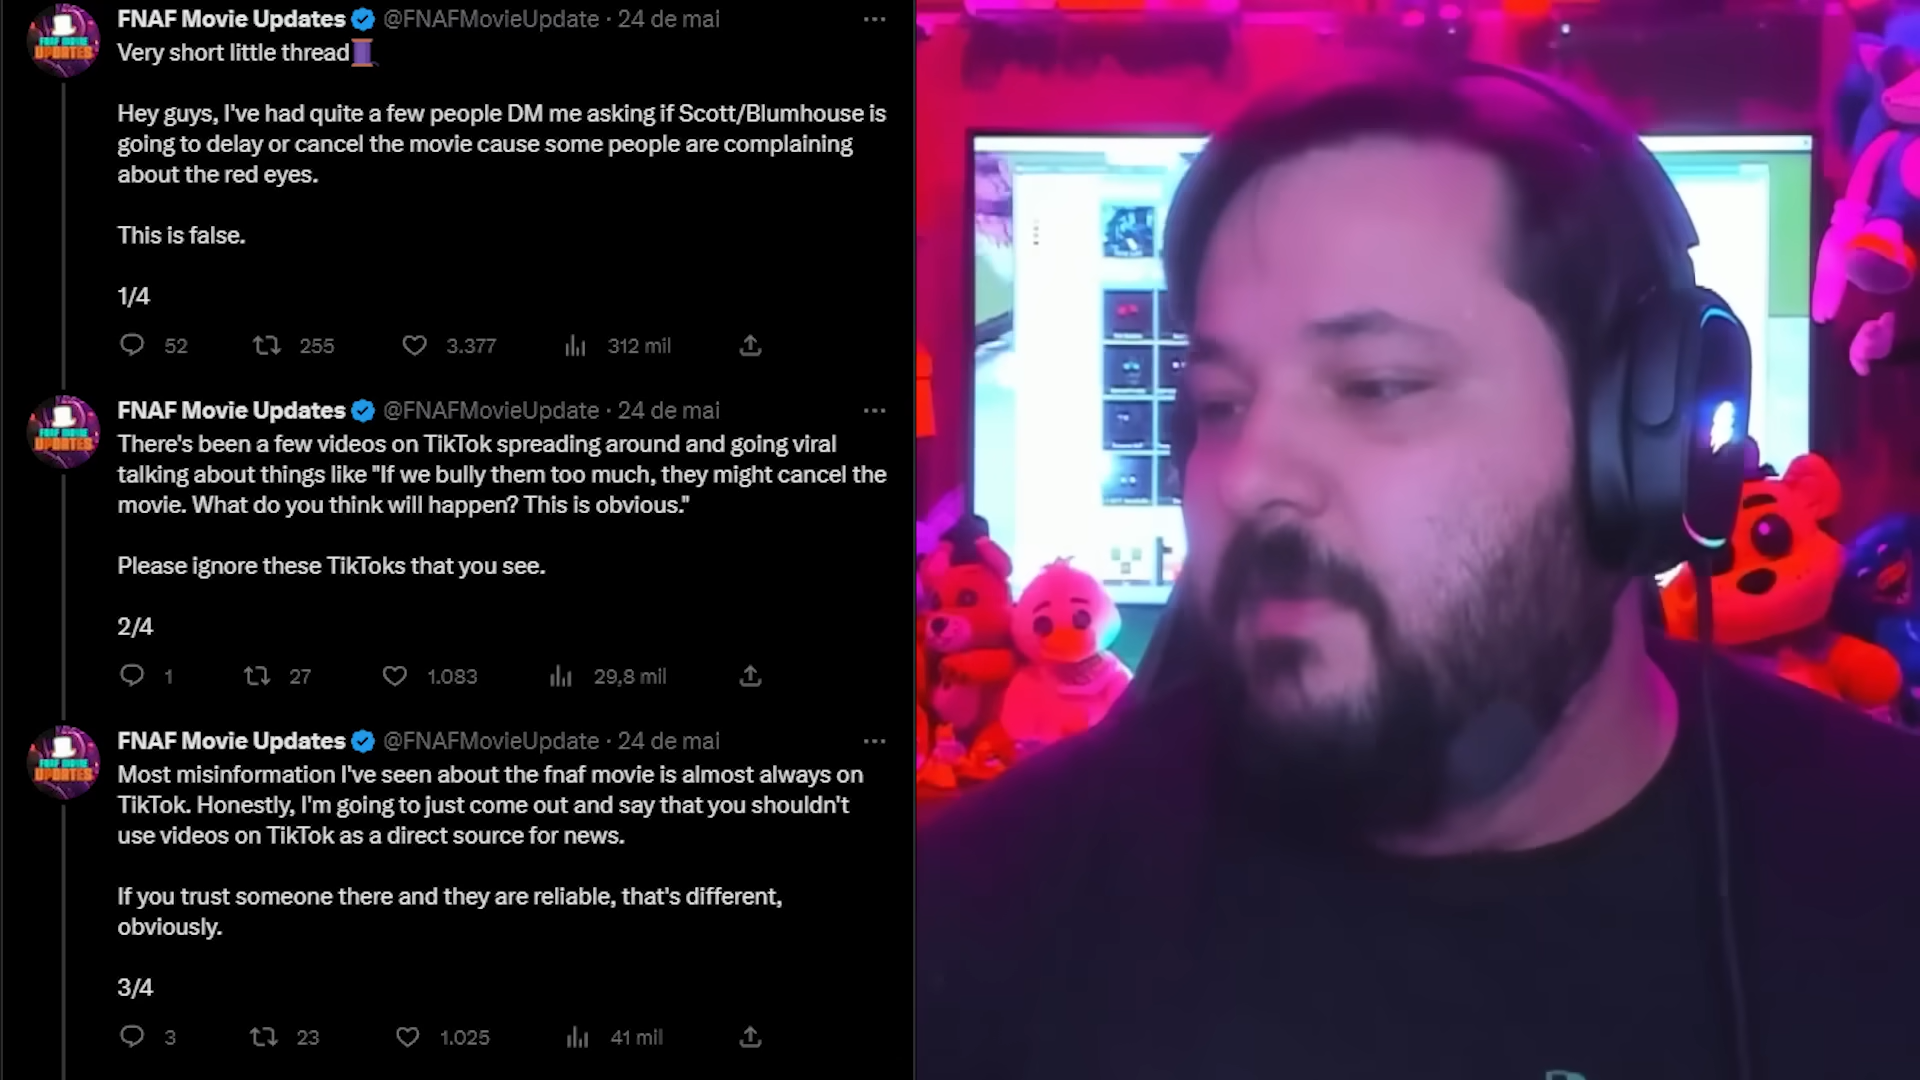 FNAF Movie Updates @FNAFMovieUpdate · 24 de mai
Very short little thread🧵
Hey guys, I've had quite a few people DM me asking if Scott/Blumhouse is
going to delay or cancel the movie cause some people are complaining
about the red eyes.
This is false.
1/4
52 255 3.377 312 mil
FNAF Movie Updates @FNAFMovieUpdate · 24 de mai
There's been a few videos on TikTok spreading around and going viral
talking about things like "If we bully them too much, they might cancel the
movie. What do you think will happen? This is obvious."
Please ignore these TikToks that you see.
2/4
1 27 1.083 29,8 mil
FNAF Movie Updates @FNAFMovieUpdate · 24 de mai
Most misinformation I've seen about the fnaf movie is almost always on
TikTok. Honestly, I'm going to just come out and say that you shouldn't
use videos on TikTok as a direct source for news.
If you trust someone there and they are reliable, that's different,
obviously.
3/4
3 23 1.025 41 mil